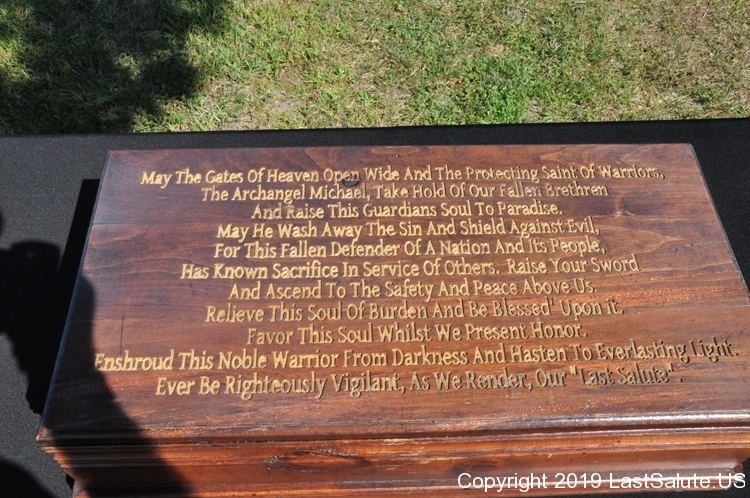 May The Gates Of Heaven Open Wide And The Protecting Saint Of Warriors,
The Archangel Michael, Take Hold Of Our Fallen Brethren
And Raise This Guardians Soul To Paradise.
May He Wash Away The Sin And Shield Against Evil,
For This Fallen Defender Of A Nation And Its People,
Has Known Sacrifice In Service Of Others. Raise Your Sword
And Ascend To The Safety And Peace Above Us.
Relieve This Soul Of Burden And Be Blessed' Upon it.
Favor This Soul Whilst We Present Honor.
Enshroud This Noble Warrior From Darkness And Hasten To Everlasting Light.
Ever Be Righteously Vigilant, As We Render, Our "Last Salute".
Copyright 2019 LastSalute.US